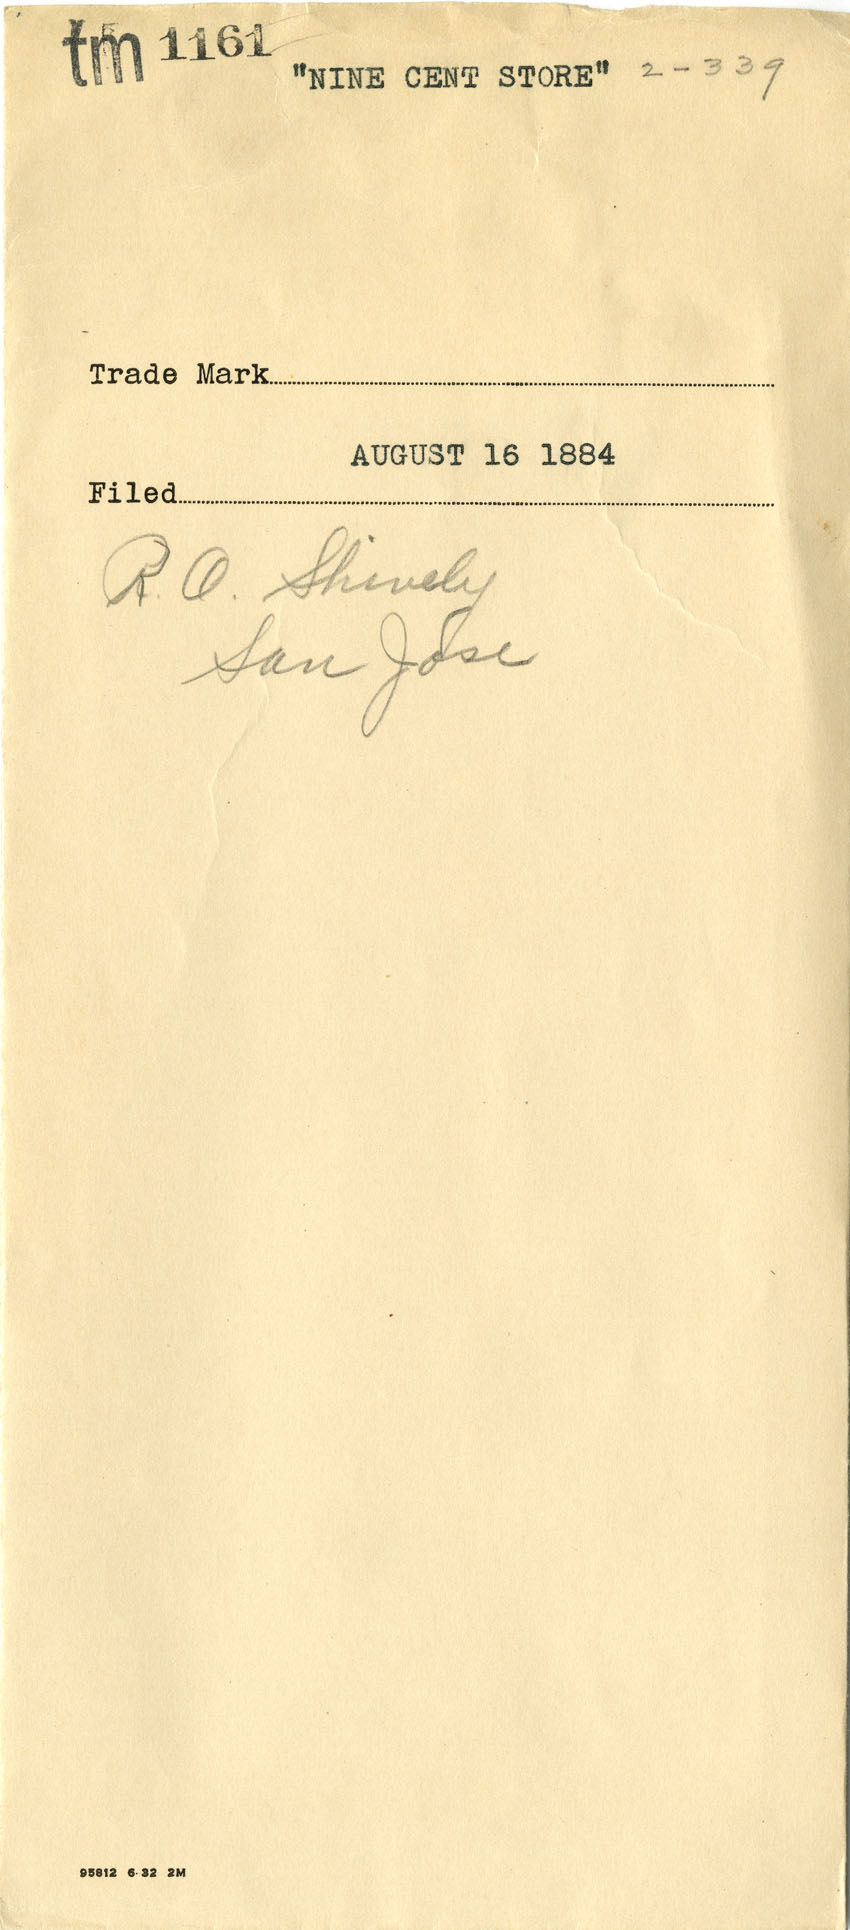 tm 1161
"NINE CENT STORE" 2-339
Trade Mark
AUGUST 16 1884
Filed
R. O. Shively
San Jose
95812 6-32 2M